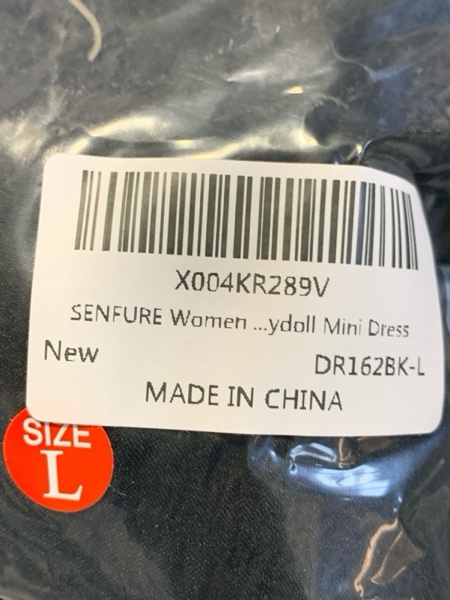 X004KR289V
SENFURE Women ...ydoll Mini Dress
New DR162BK-L
MADE IN CHINA
SIZE
L